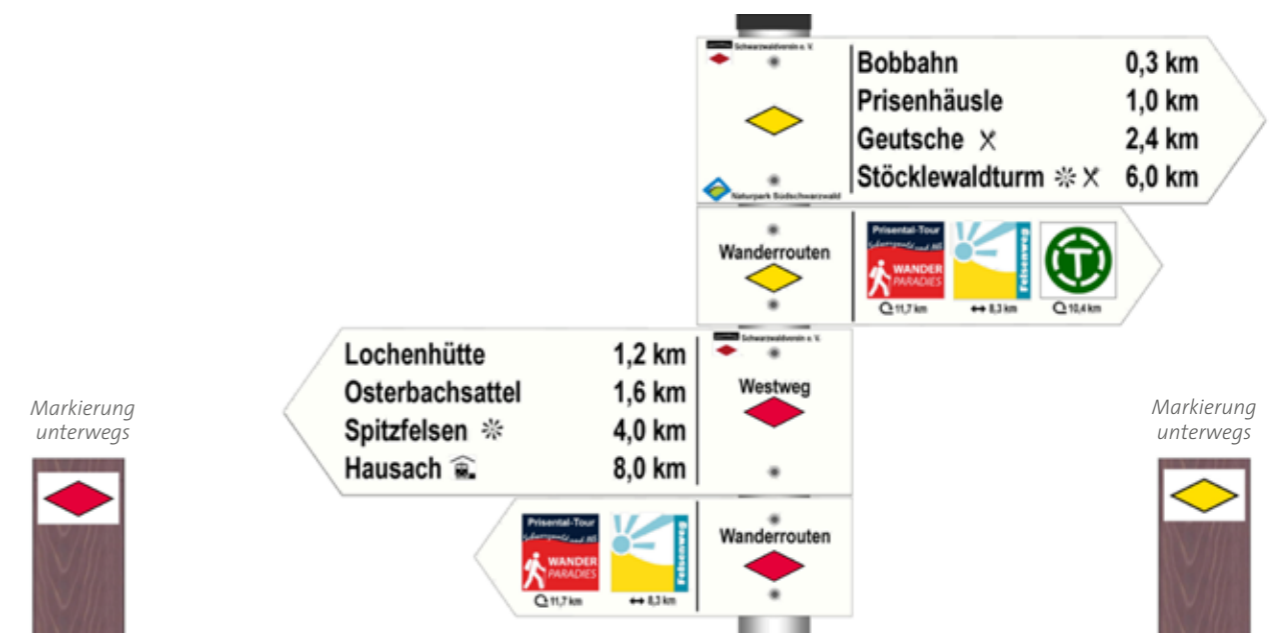 Schwarzwaldverein e. V.
Bobbahn 0,3 km
Prisenhäusle 1,0 km
Geutsche 2,4 km
Stöcklewaldturm 6,0 km
Naturpark Südschwarzwald
Wanderrouten
Prisental-Tour
WANDER
PARADIES
11,7 km
Felsenweg
8,3 km
T
10,4 km
Schwarzwaldverein e. V.
Lochenhütte 1,2 km
Osterbachsattel 1,6 km
Spitzfelsen 4,0 km
Hausach 8,0 km
Westweg
Markierung
unterwegs
Markierung
unterwegs
Prisental-Tour
WANDER
PARADIES
11,7 km
Felsenweg
8,3 km
Wanderrouten